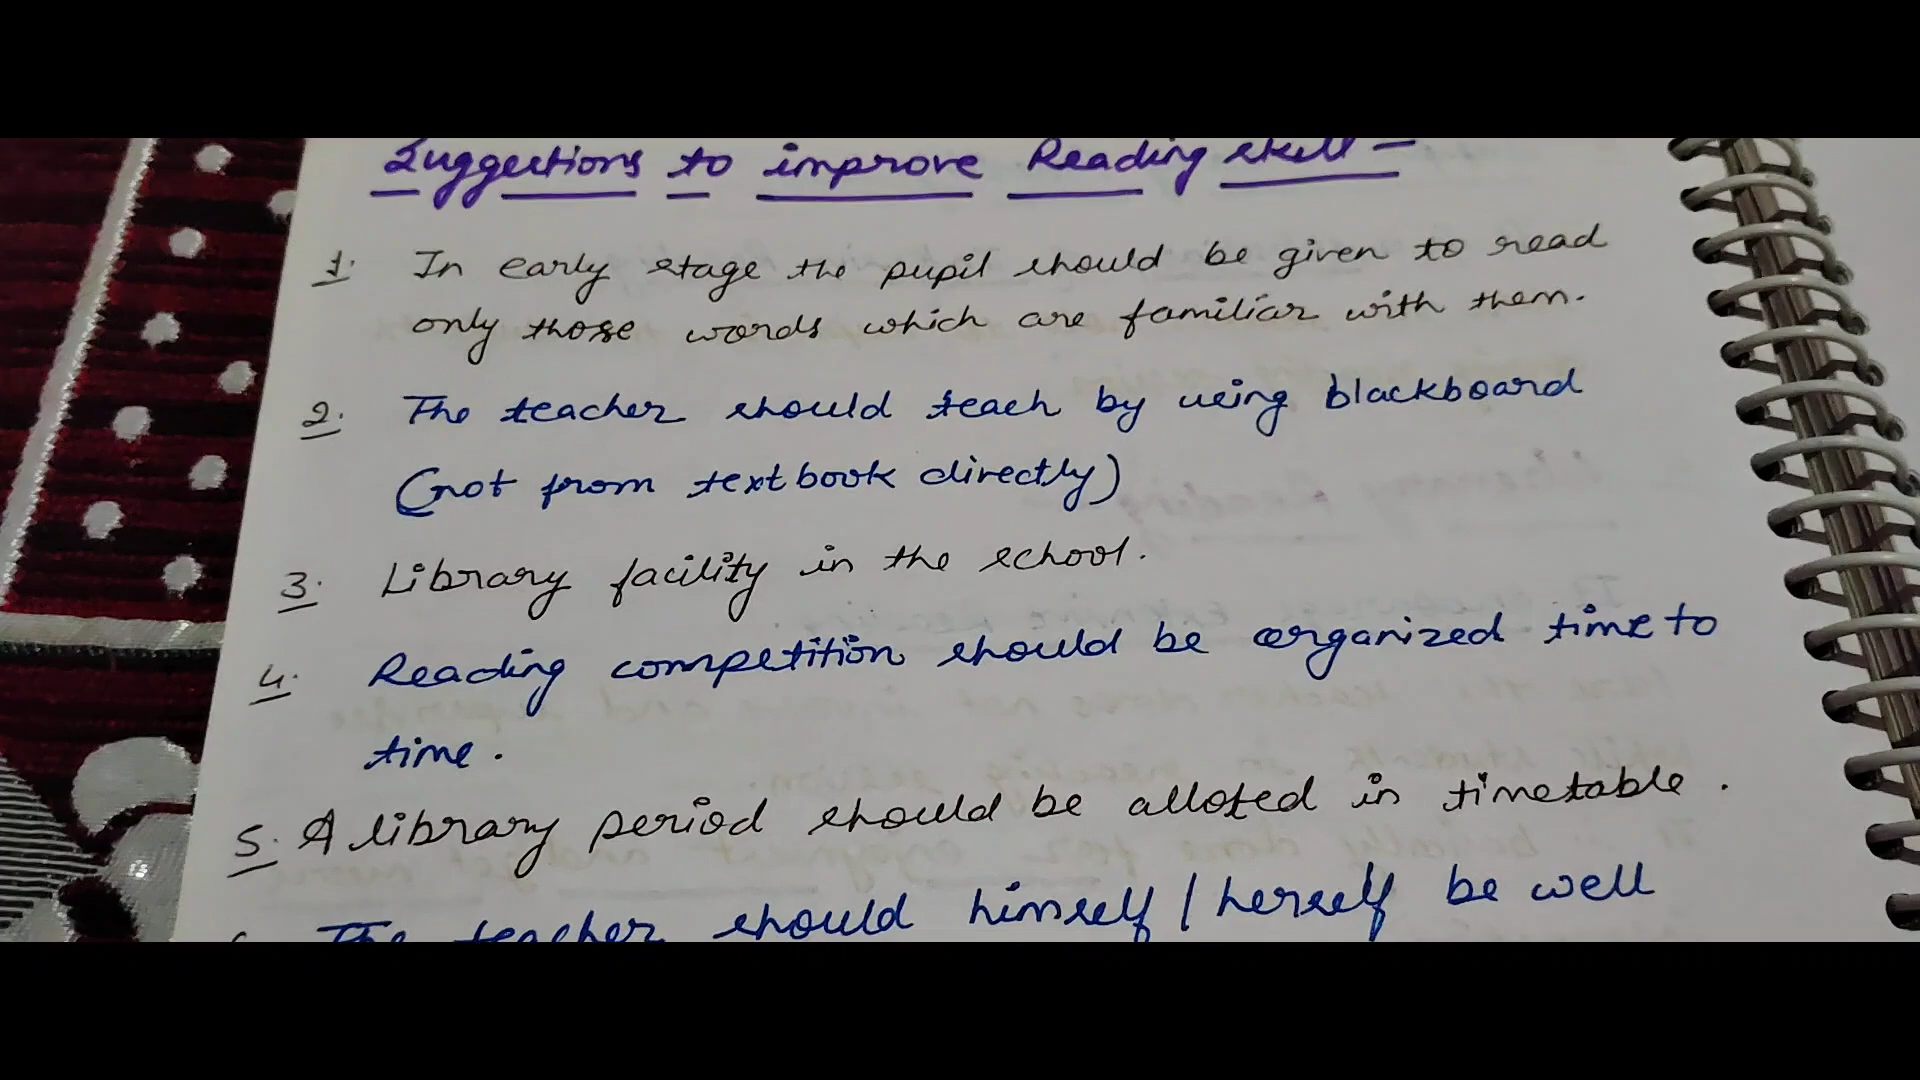 Suggestions to improve Reading skill -
1. In early stage the pupil should be given to read
only those words which are familiar with them.
2. The teacher should teach by using blackboard
(not from textbook directly)
3. Library facility in the school.
4. Reading competition should be organized time to
time.
5. A library period should be alloted in timetable.
6. The teacher should himself / herself be well